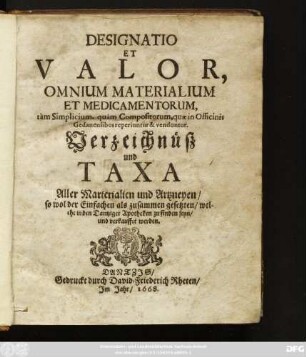 DESIGNATIO
ET
VALOR,
OMNIUM MATERIALIUM
ET MEDICAMENTORUM,
tàm Simplicium, quàm Compositorum, quæ in Officinis
Gedanensibus reperiuntur & venduntur.
Verzeichnüß
und
TAXA
Aller Materialien und Artzneyen/
so wol der Einfachen als zusammen gesetzten/ wel-
che in den Dantziger Apotheken zu finden seyn/
und verkauffet werden.
DANTZIG/
Gedruckt durch David-Friederich Rheten/
Im Jahr/ 1668.